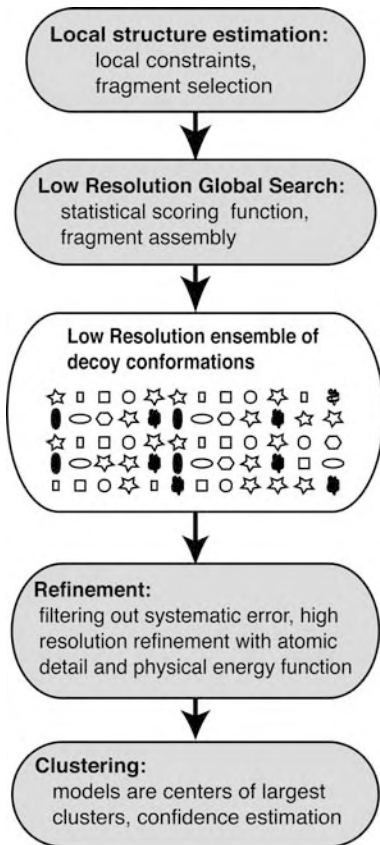 Local structure estimation:
local constraints,
fragment selection
Low Resolution Global Search:
statistical scoring function,
fragment assembly
Low Resolution ensemble of
decoy conformations
Refinement:
filtering out systematic error, high
resolution refinement with atomic
detail and physical energy function
Clustering:
models are centers of largest
clusters, confidence estimation